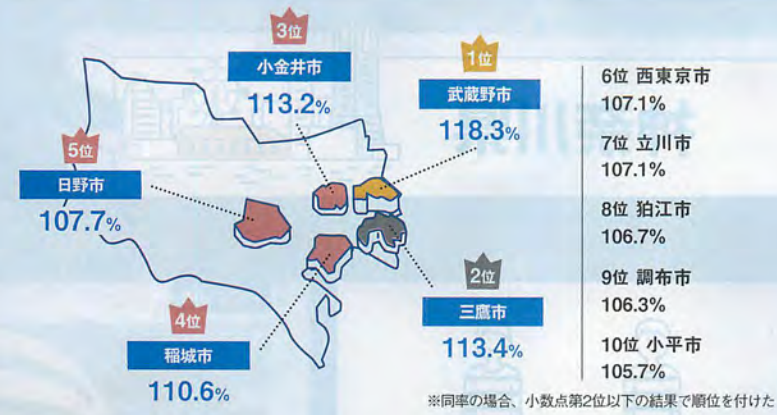 1位
武蔵野市
118.3%
2位
三鷹市
113.4%
3位
小金井市
113.2%
4位
稲城市
110.6%
5位
日野市
107.7%
6位 西東京市
107.1%
7位 立川市
107.1%
8位 狛江市
106.7%
9位 調布市
106.3%
10位 小平市
105.7%
※同率の場合、小数点第2位以下の結果で順位を付けた